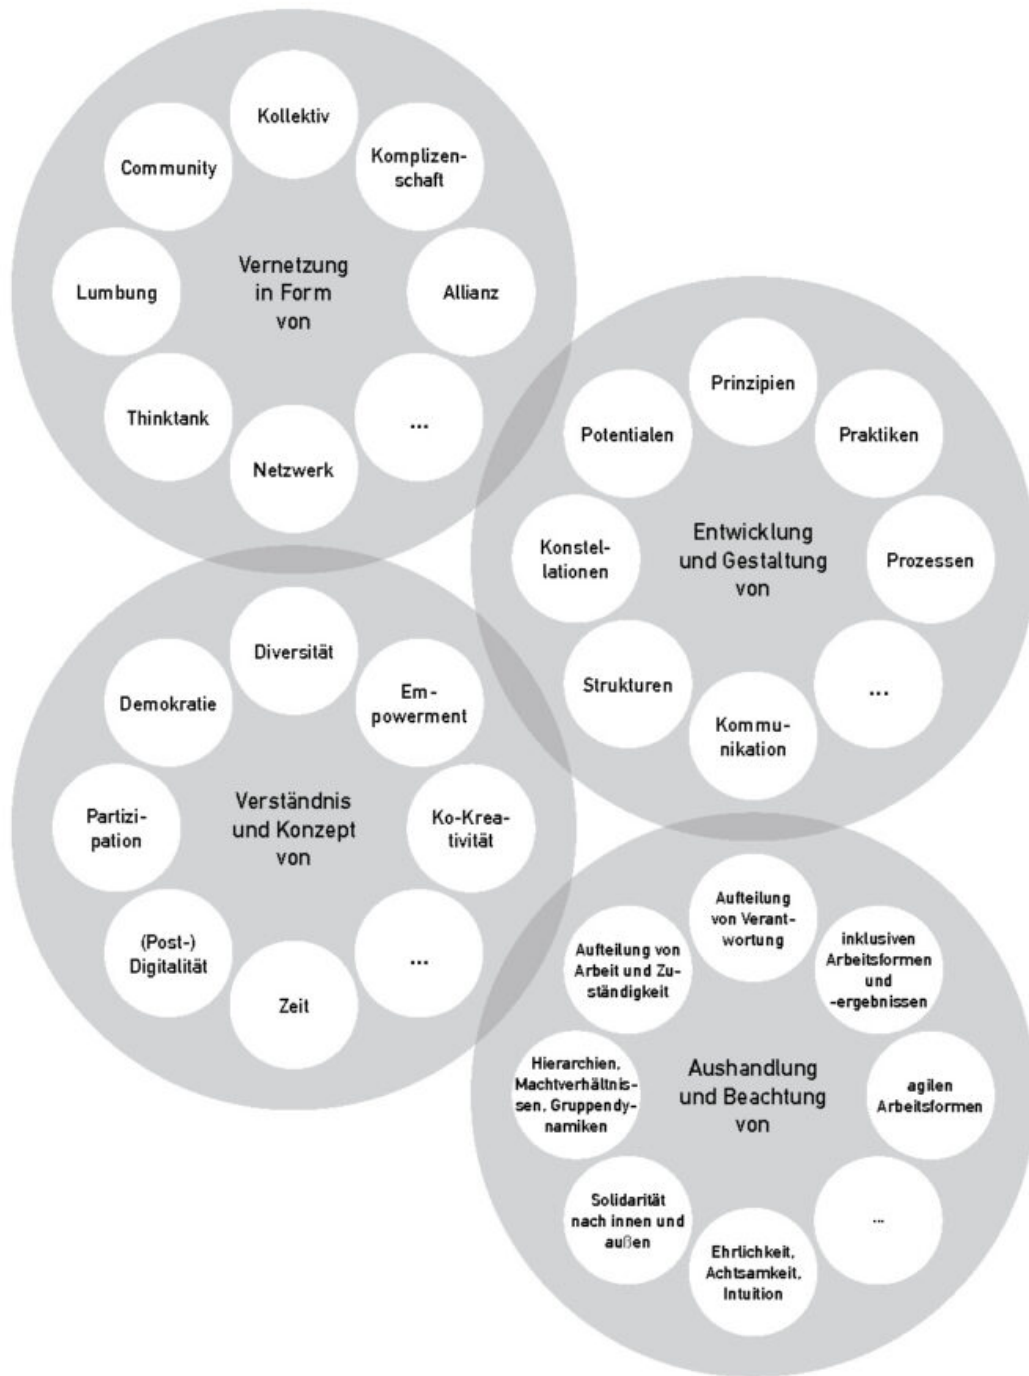 Kollektiv
Komplizen-
schaft
Allianz
...
Netzwerk
Thinktank
Lumbung
Community
Vernetzung
in Form
von
Prinzipien
Praktiken
Prozessen
...
Kommu-
nikation
Strukturen
Konstel-
lationen
Potentialen
Entwicklung
und Gestaltung
von
Diversität
Em-
powerment
Ko-Krea-
tivität
...
Zeit
(Post-)
Digitalität
Partizi-
pation
Demokratie
Verständnis
und Konzept
von
Aufteilung
von Verant-
wortung
inklusiven
Arbeitsformen
und
-ergebnissen
agilen
Arbeitsformen
...
Ehrlichkeit,
Achtsamkeit,
Intuition
Solidarität
nach innen und
außen
Hierarchien,
Machtverhältnis-
sen, Gruppendy-
namiken
Aufteilung von
Arbeit und Zu-
ständigkeit
Aushandlung
und Beachtung
von